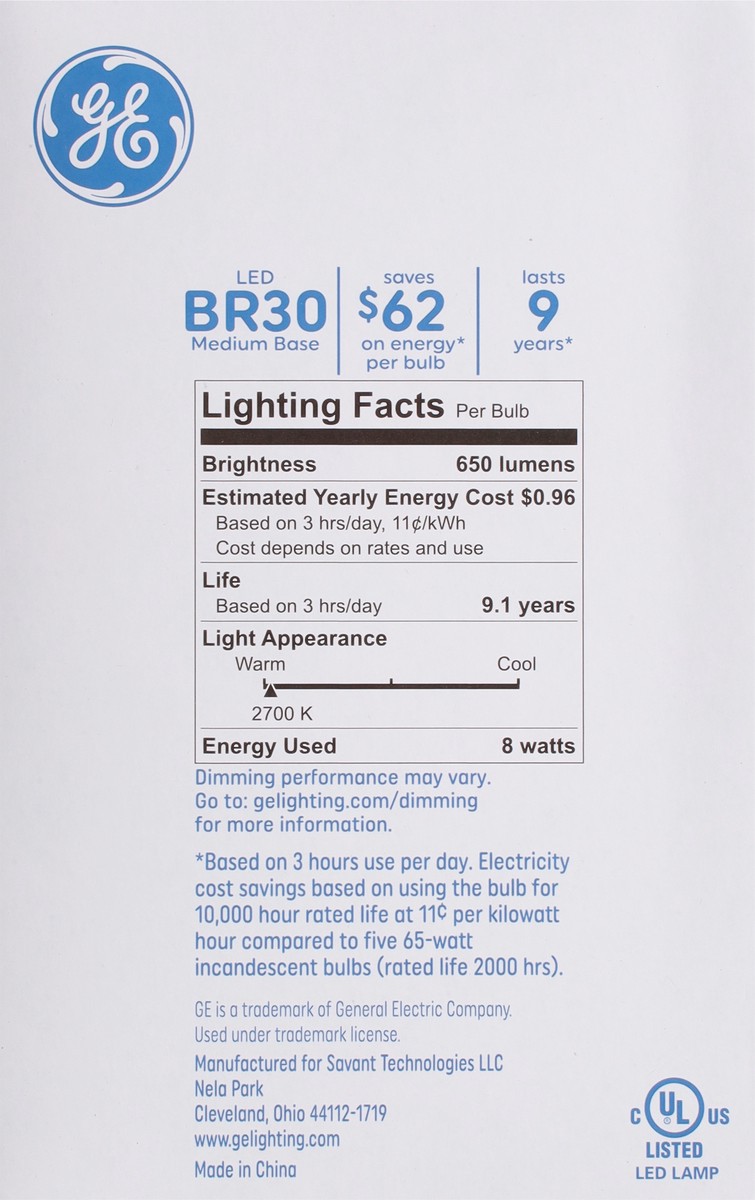 GE
LED
BR30
Medium Base
saves
$62
on energy*
per bulb
lasts
9
years*
Lighting Facts Per Bulb
Brightness 650 lumens
Estimated Yearly Energy Cost $0.96
Based on 3 hrs/day, 11¢/kWh
Cost depends on rates and use
Life
Based on 3 hrs/day 9.1 years
Light Appearance
Warm Cool
2700 K
Energy Used 8 watts
Dimming performance may vary.
Go to: gelighting.com/dimming
for more information.
*Based on 3 hours use per day. Electricity
cost savings based on using the bulb for
10,000 hour rated life at 11¢ per kilowatt
hour compared to five 65-watt
incandescent bulbs (rated life 2000 hrs).
GE is a trademark of General Electric Company.
Used under trademark license.
Manufactured for Savant Technologies LLC
Nela Park
Cleveland, Ohio 44112-1719
www.gelighting.com
Made in China
C UL ® US
LISTED
LED LAMP